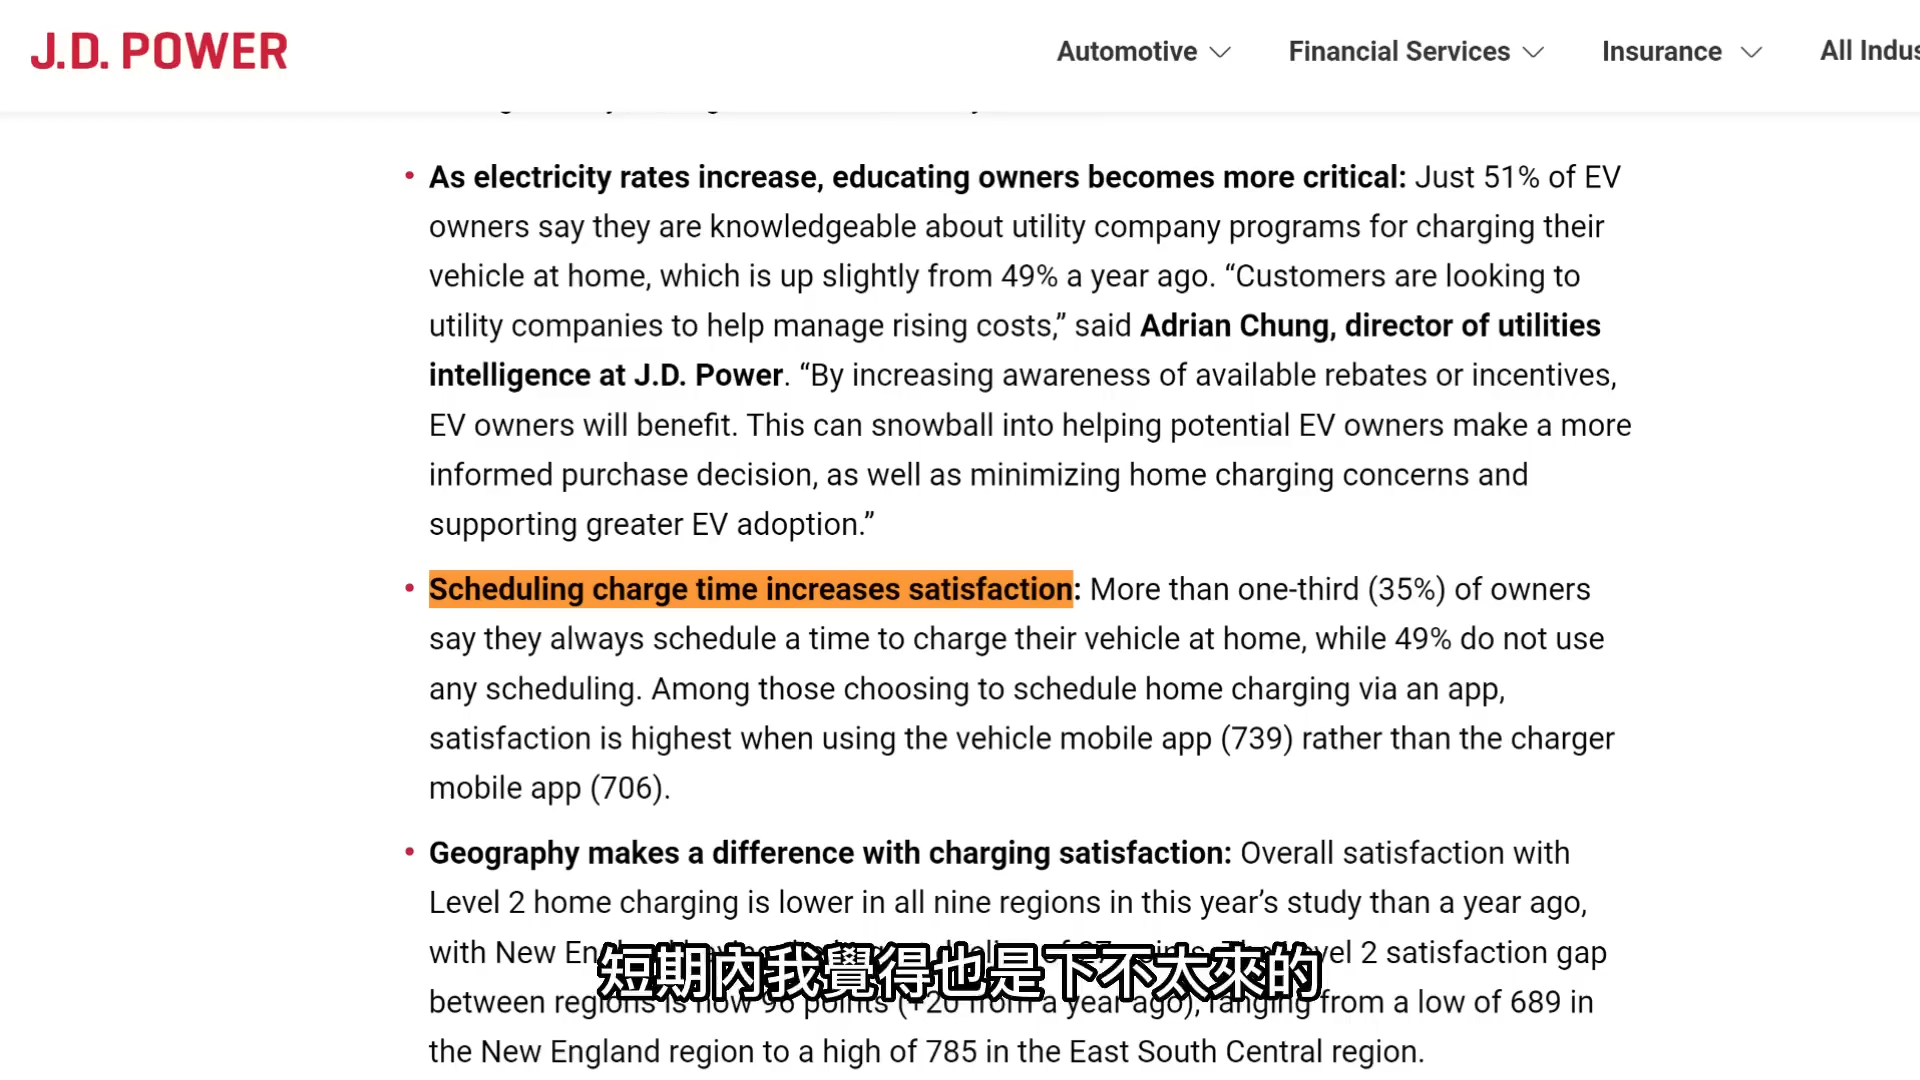 J.D. POWER
Automotive
Financial Services
Insurance
All Indus
• As electricity rates increase, educating owners becomes more critical: Just 51% of EV
owners say they are knowledgeable about utility company programs for charging their
vehicle at home, which is up slightly from 49% a year ago. “Customers are looking to
utility companies to help manage rising costs,” said Adrian Chung, director of utilities
intelligence at J.D. Power. “By increasing awareness of available rebates or incentives,
EV owners will benefit. This can snowball into helping potential EV owners make a more
informed purchase decision, as well as minimizing home charging concerns and
supporting greater EV adoption.”
• Scheduling charge time increases satisfaction: More than one-third (35%) of owners
say they always schedule a time to charge their vehicle at home, while 49% do not use
any scheduling. Among those choosing to schedule home charging via an app,
satisfaction is highest when using the vehicle mobile app (739) rather than the charger
mobile app (706).
• Geography makes a difference with charging satisfaction: Overall satisfaction with
Level 2 home charging is lower in all nine regions in this year’s study than a year ago,
with New 2 satisfaction gap
between regions is now 96 points (+20 from a year ago), ranging from a low of 689 in
the New England region to a high of 785 in the East South Central region.
短期內我覺得也是下不太來的